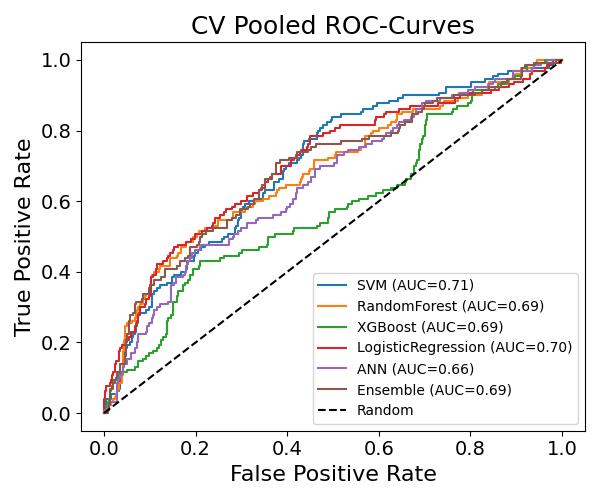 CV Pooled ROC-Curves
True Positive Rate
1.0
0.8
0.6
0.4
0.2
0.0
SVM (AUC=0.71)
RandomForest (AUC=0.69)
XGBoost (AUC=0.69)
LogisticRegression (AUC=0.70)
ANN (AUC=0.66)
Ensemble (AUC=0.69)
Random
0.0 0.2 0.4 0.6 0.8 1.0
False Positive Rate